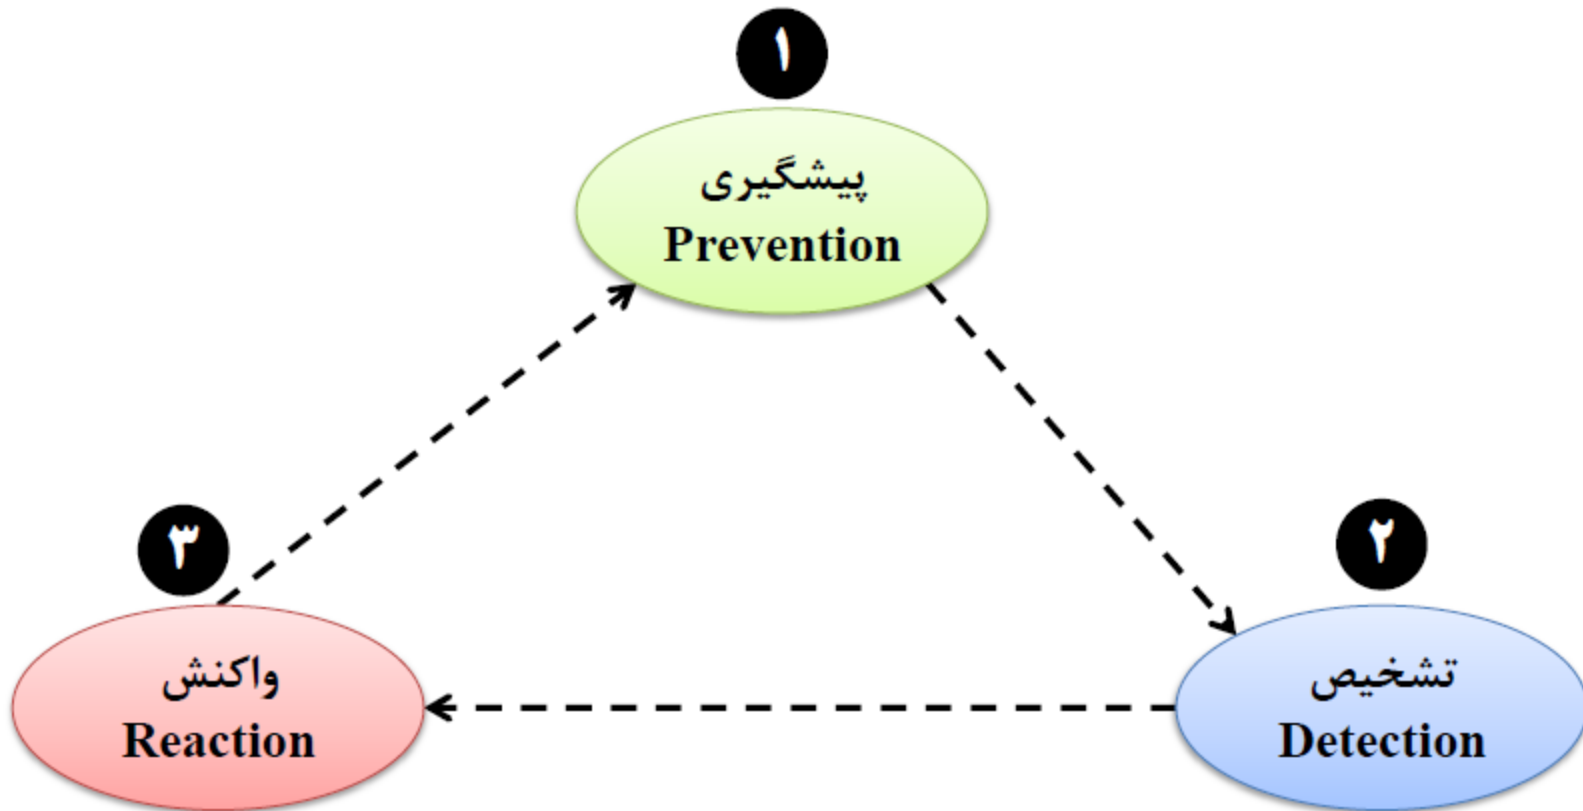 ۱
پیشگیری
Prevention
۲
تشخیص
Detection
۳
واکنش
Reaction